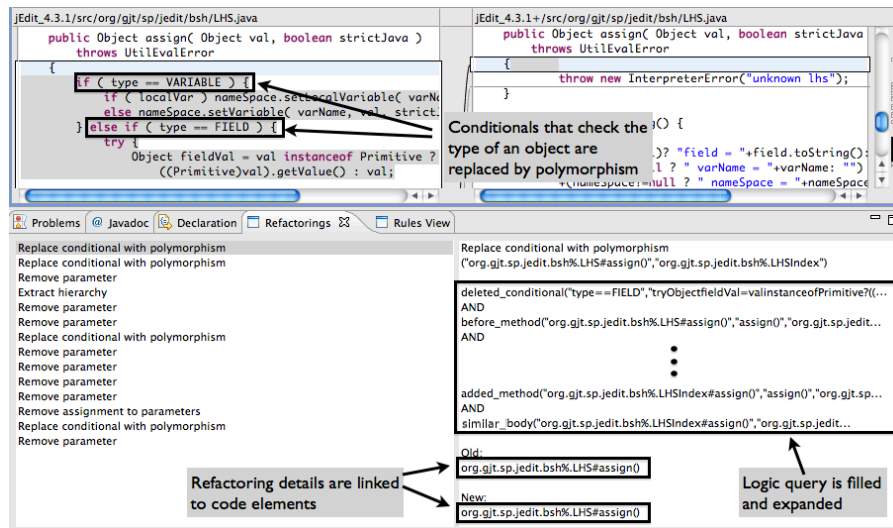 jEdit_4.3.1/src/org/gjt/sp/jedit/bsh/LHS.java
public Object assign( Object val, boolean strictJava )
throws UtilEvalError
{
if ( type == VARIABLE ) {
if ( localVar ) nameSpace.setLocalVariable( varNa
else nameSpace.setVariable( varName, val, strict
} else if ( type == FIELD ) {
try {
Object fieldVal = val instanceof Primitive ?
((Primitive)val).getValue() : val;
jEdit_4.3.1+/src/org/gjt/sp/jedit/bsh/LHS.java
public Object assign( Object val, boolean strictJava
throws UtilEvalError
{
throw new InterpreterError("unknown lhs");
}
g() {
)? "field = "+field.toString():
ll ? " varName = "+varName: "")
+(nameSpace!=null ? " nameSpace = "+nameSpace
Conditionals that check the
type of an object are
replaced by polymorphism
Problems @ Javadoc Declaration Refactorings Rules View
Replace conditional with polymorphism
Replace conditional with polymorphism
Remove parameter
Extract hierarchy
Remove parameter
Remove parameter
Replace conditional with polymorphism
Remove parameter
Remove parameter
Remove parameter
Remove parameter
Remove assignment to parameters
Replace conditional with polymorphism
Remove parameter
Replace conditional with polymorphism
("org.gjt.sp.jedit.bsh%.LHS#assign()","org.gjt.sp.jedit.bsh%.LHSIndex")
deleted_conditional("type==FIELD","tryObjectfieldVal=valinstanceofPrimitive?((...
AND
before_method("org.gjt.sp.jedit.bsh%.LHS#assign()","assign()","org.gjt.sp.jedit...
AND
added_method("org.gjt.sp.jedit.bsh%.LHSIndex#assign()","assign()","org.gjt.sp...
AND
similar_body("org.gjt.sp.jedit.bsh%.LHSIndex#assign()","org.gjt.sp.jedit...
Old:
org.gjt.sp.jedit.bsh%.LHS#assign()
New:
org.gjt.sp.jedit.bsh%.LHS#assign()
Refactoring details are linked
to code elements
Logic query is filled
and expanded